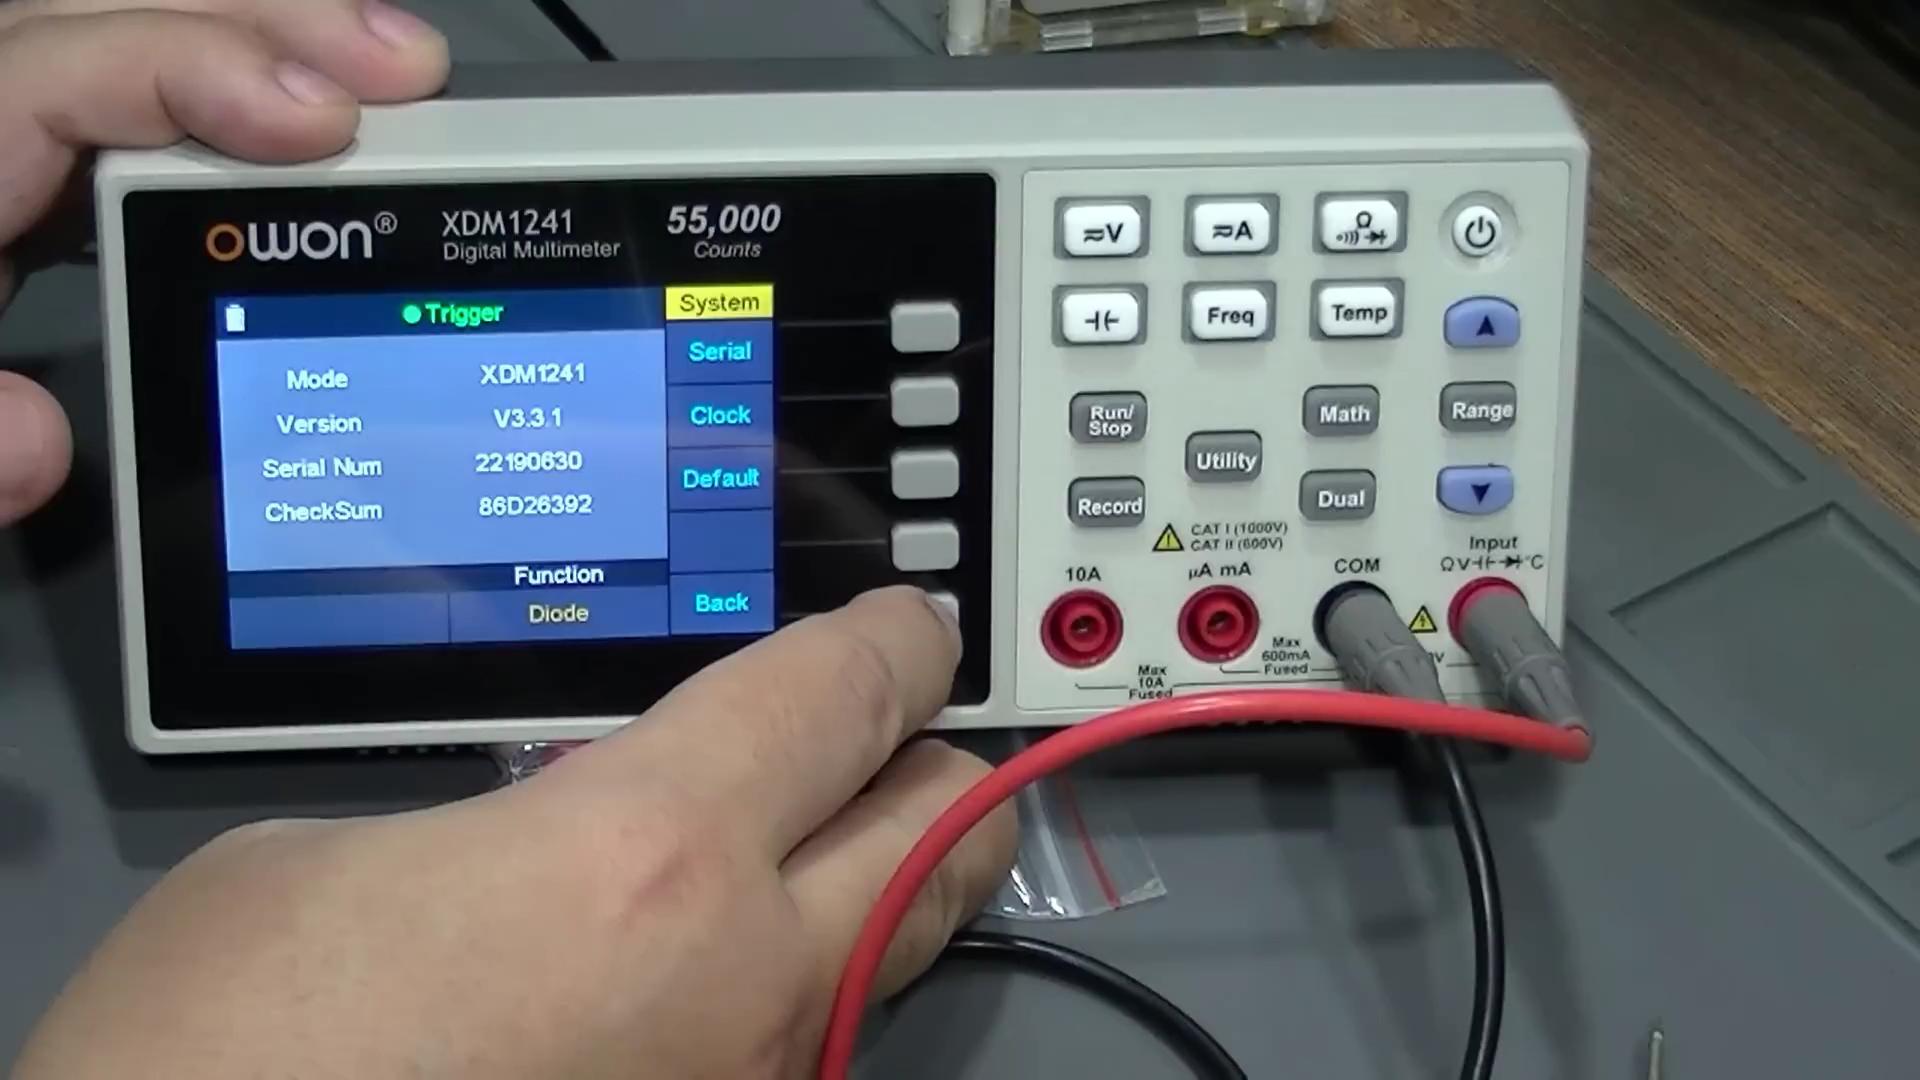 owon® XDM1241 55,000
Digital Multimeter Counts
Trigger System
Mode XDM1241 Serial
Version V3.3.1 Clock
Serial Num 22190630 Default
CheckSum 86D26392
Function
Diode Back
V A Ω
Freq Temp
Run/
Stop Math Range
Utility
Record Dual
CAT I (1000V)
CAT II (600V)
Input
10A μA mA COM ΩV °C
Max
600mA
Fused
Max
10A
Fused